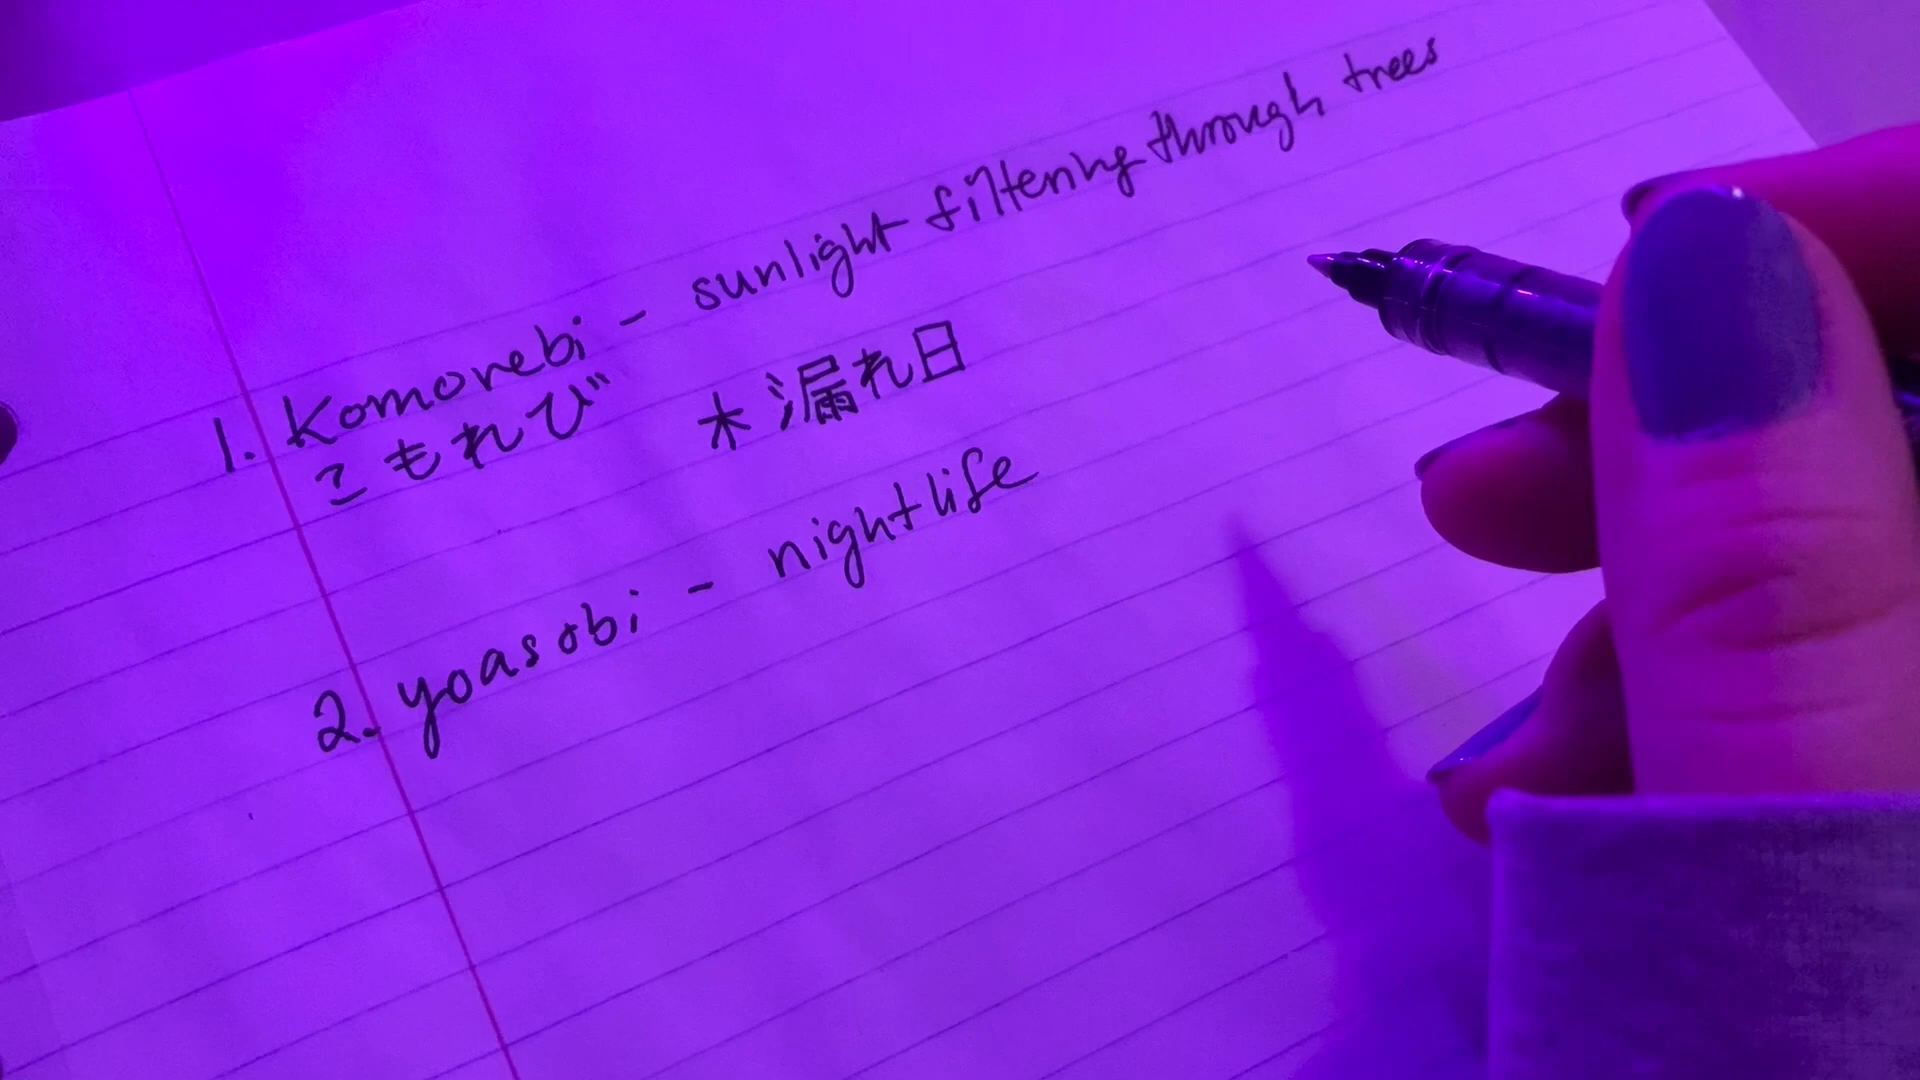 1. Komorebi - sunlight filtering through trees
こもれび 木漏れ日
2. yoasobi - nightlife